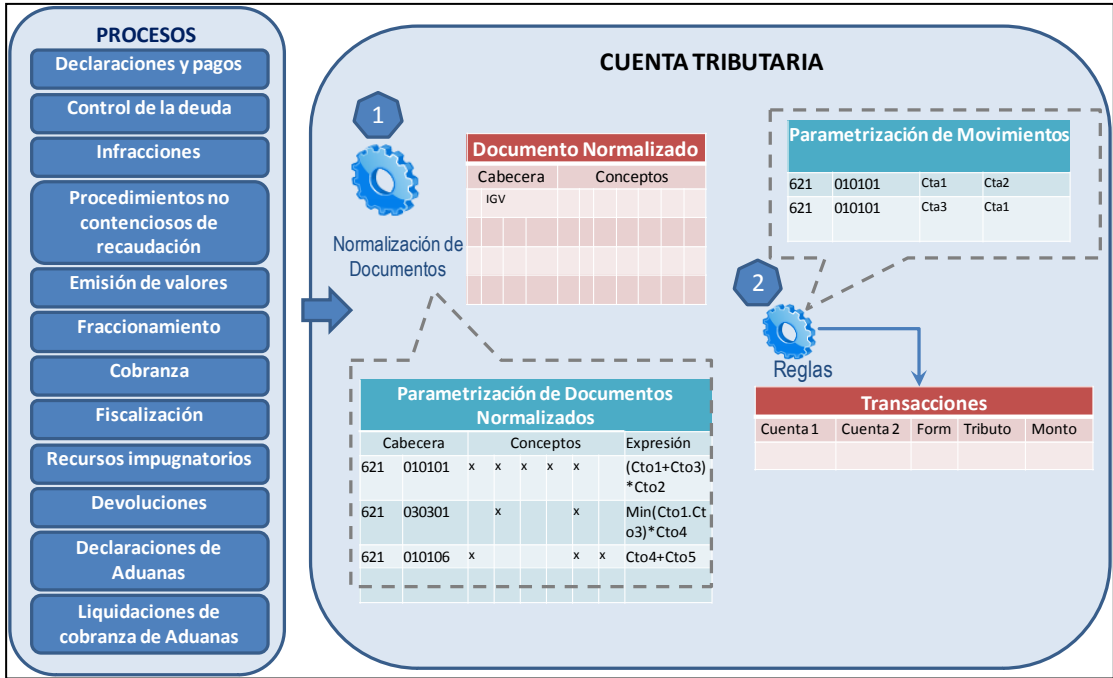 PROCESOS
Declaraciones y pagos
Control de la deuda
Infracciones
Procedimientos no
contenciosos de
recaudación
Emisión de valores
Fraccionamiento
Cobranza
Fiscalización
Recursos impugnatorios
Devoluciones
Declaraciones de
Aduanas
Liquidaciones de
cobranza de Aduanas
CUENTA TRIBUTARIA
1
Normalización de
Documentos
Documento Normalizado
Cabecera Conceptos
IGV
Parametrización de Documentos
Normalizados
Cabecera Conceptos Expresión
621 010101 x x x x x (Cto1+Cto3)
*Cto2
621 030301 x x Min(Cto1.Ct
o3)*Cto4
621 010106 x x x Cto4+Cto5
Parametrización de Movimientos
621 010101 Cta1 Cta2
621 010101 Cta3 Cta1
2
Reglas
Transacciones
Cuenta 1 Cuenta 2 Form Tributo Monto